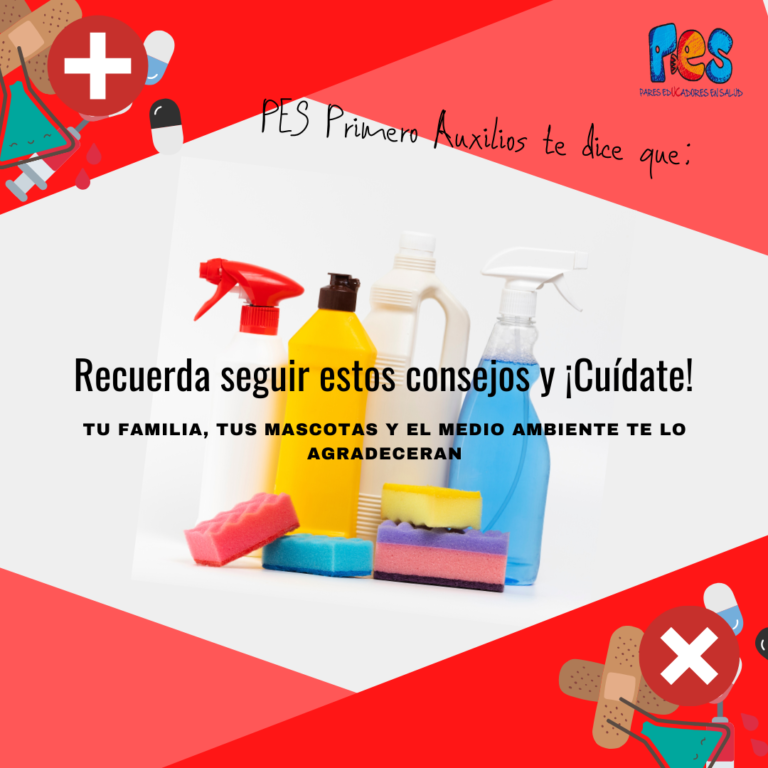 PES
PARES EDUCADORES EN SALUD
PES Primero Auxilios te dice que:
Recuerda seguir estos consejos y ¡Cuídate!
TU FAMILIA, TUS MASCOTAS Y EL MEDIO AMBIENTE TE LO
AGRADECERAN